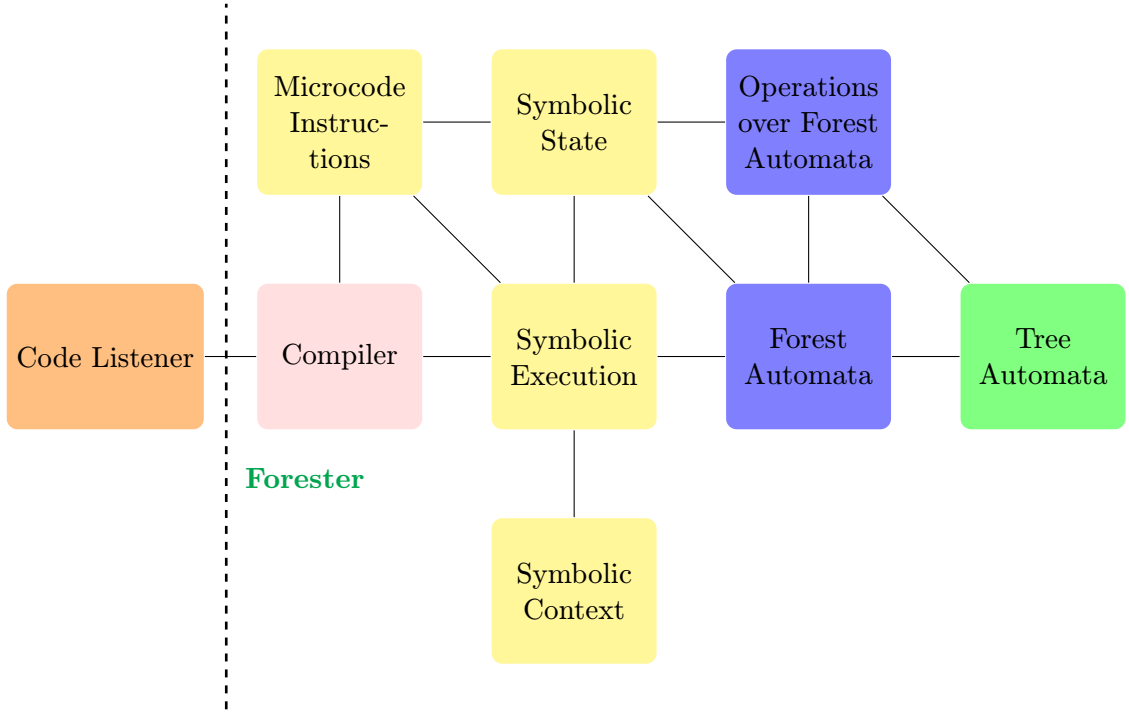 Microcode
Instruc-
tions
Symbolic
State
Operations
over Forest
Automata
Code Listener
Compiler
Symbolic
Execution
Forest
Automata
Tree
Automata
Forester
Symbolic
Context